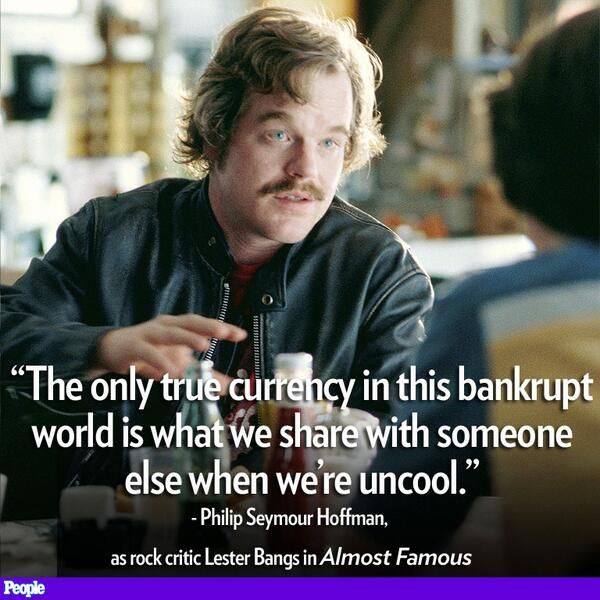 “The only true currency in this bankrupt
world is what we share with someone
else when we’re uncool.”
- Philip Seymour Hoffman,
as rock critic Lester Bangs in Almost Famous
People